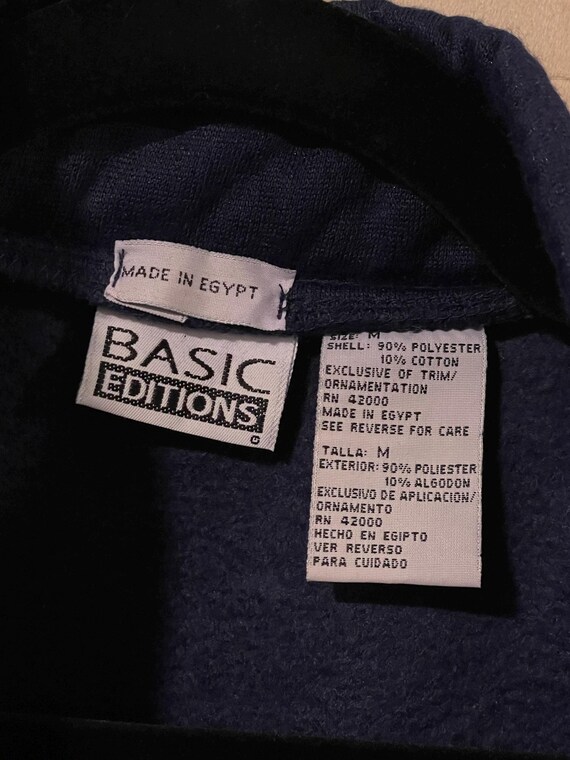 MADE IN EGYPT
BASIC
EDITIONS
SIZE: M
SHELL: 90% POLYESTER
10% COTTON
EXCLUSIVE OF TRIM/
ORNAMENTATION
RN 42000
MADE IN EGYPT
SEE REVERSE FOR CARE
TALLA: M
EXTERIOR: 90% POLIESTER
10% ALGODON
EXCLUSIVO DE APLICACION/
ORNAMENTO
RN 42000
HECHO EN EGIPTO
VER REVERSO
PARA CUIDADO